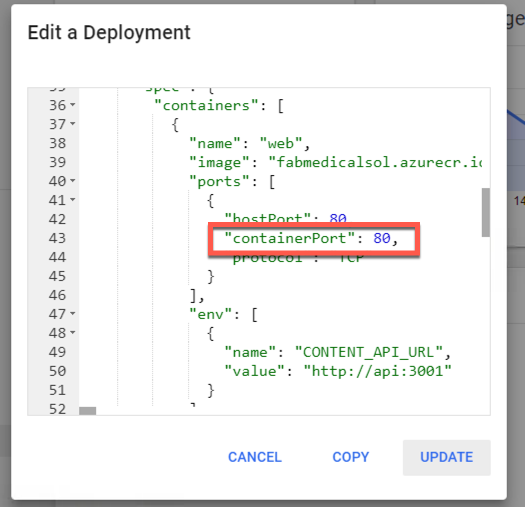 Edit a Deployment
35 "spec": {
36 "containers": [
37 {
38 "name": "web",
39 "image": "fabmedicalsol.azurecr.io
40 "ports": [
41 {
42 "hostPort": 80
43 "containerPort": 80,
44 "protocol": "TCP"
45 }
46 ],
47 "env": [
48 {
49 "name": "CONTENT_API_URL",
50 "value": "http://api:3001"
51 }
52 ]
CANCEL COPY UPDATE
ge
14